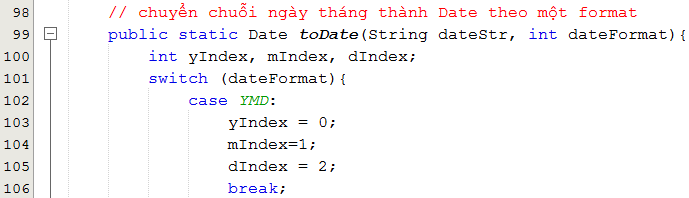 98 // chuyển chuỗi ngày tháng thành Date theo một format
99 public static Date toDate(String dateStr, int dateFormat){
100 int yIndex, mIndex, dIndex;
101 switch (dateFormat){
102 case YMD:
103 yIndex = 0;
104 mIndex=1;
105 dIndex = 2;
106 break;